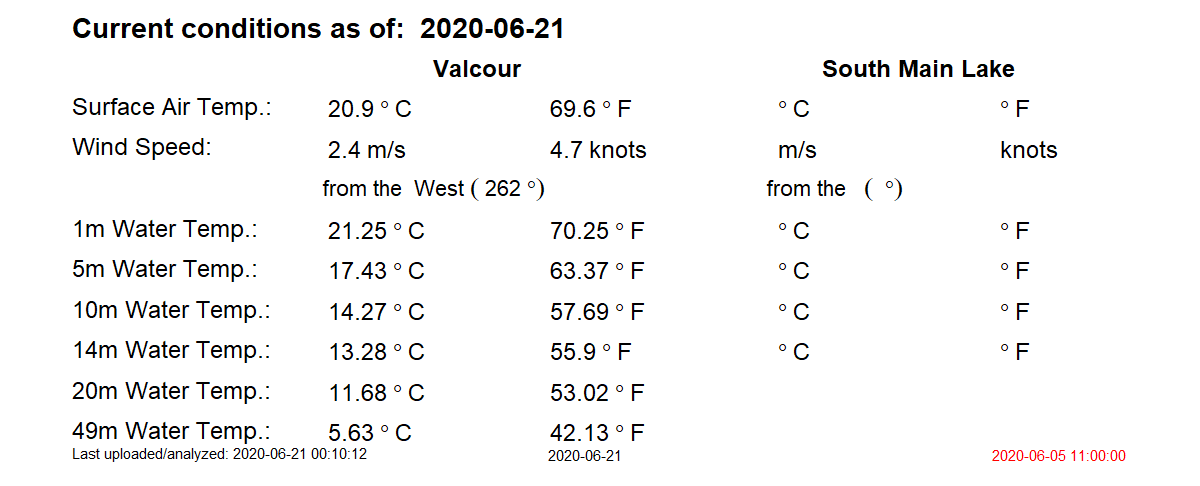 Current conditions as of: 2020-06-21
Valcour South Main Lake
Surface Air Temp.: 20.9 ° C 69.6 ° F ° C ° F
Wind Speed: 2.4 m/s 4.7 knots m/s knots
from the West ( 262 °) from the ( °)
1m Water Temp.: 21.25 ° C 70.25 ° F ° C ° F
5m Water Temp.: 17.43 ° C 63.37 ° F ° C ° F
10m Water Temp.: 14.27 ° C 57.69 ° F ° C ° F
14m Water Temp.: 13.28 ° C 55.9 ° F ° C ° F
20m Water Temp.: 11.68 ° C 53.02 ° F
49m Water Temp.: 5.63 ° C 42.13 ° F
Last uploaded/analyzed: 2020-06-21 00:10:12 2020-06-21 2020-06-05 11:00:00